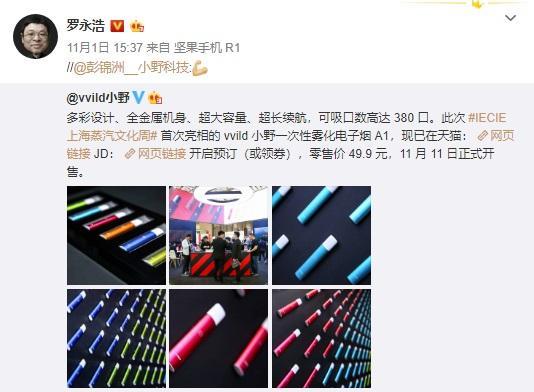 罗永浩
11月1日 15:37 来自 坚果手机 R1
//@彭锦洲__小野科技:
@vvild小野
多彩设计、全金属机身、超大容量、超长续航，可吸口数高达 380 口。此次 #IECIE
上海蒸汽文化周# 首次亮相的 vvild 小野一次性雾化电子烟 A1，现已在天猫： 网页
链接 JD： 网页链接 开启预订（或领券），零售价 49.9 元，11 月 11 日正式开
售。